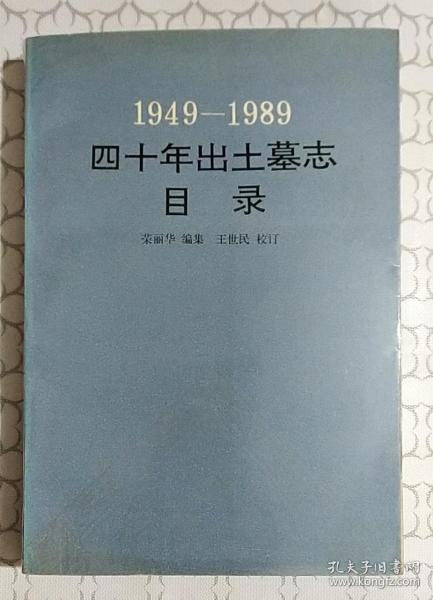 1949—1989
四十年出土墓志
目 录
荣丽华 编集 王世民 校订
孔夫子旧书网
www.kongfz.com